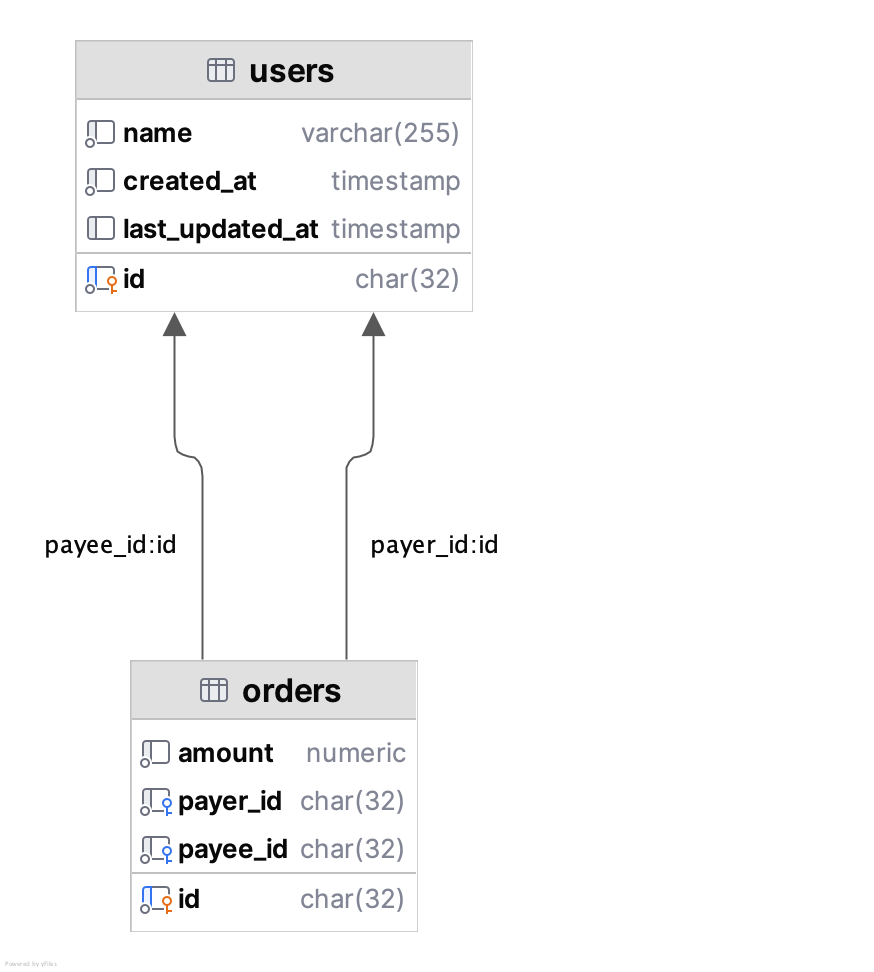 users
name varchar(255)
created_at timestamp
last_updated_at timestamp
id char(32)
payee_id:id payer_id:id
orders
amount numeric
payer_id char(32)
payee_id char(32)
id char(32)
Powered by yFiles